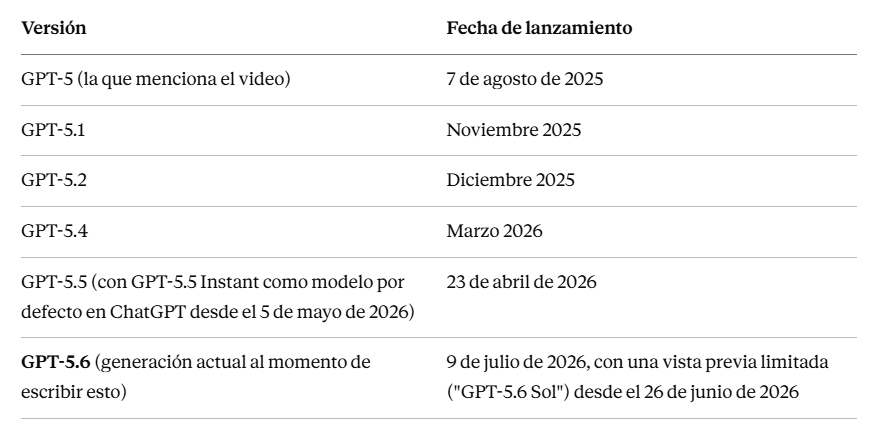 Versión Fecha de lanzamiento
GPT-5 (la que menciona el video) 7 de agosto de 2025
GPT-5.1 Noviembre 2025
GPT-5.2 Diciembre 2025
GPT-5.4 Marzo 2026
GPT-5.5 (con GPT-5.5 Instant como modelo por 23 de abril de 2026
defecto en ChatGPT desde el 5 de mayo de 2026)
GPT-5.6 (generación actual al momento de 9 de julio de 2026, con una vista previa limitada
escribir esto) ("GPT-5.6 Sol") desde el 26 de junio de 2026